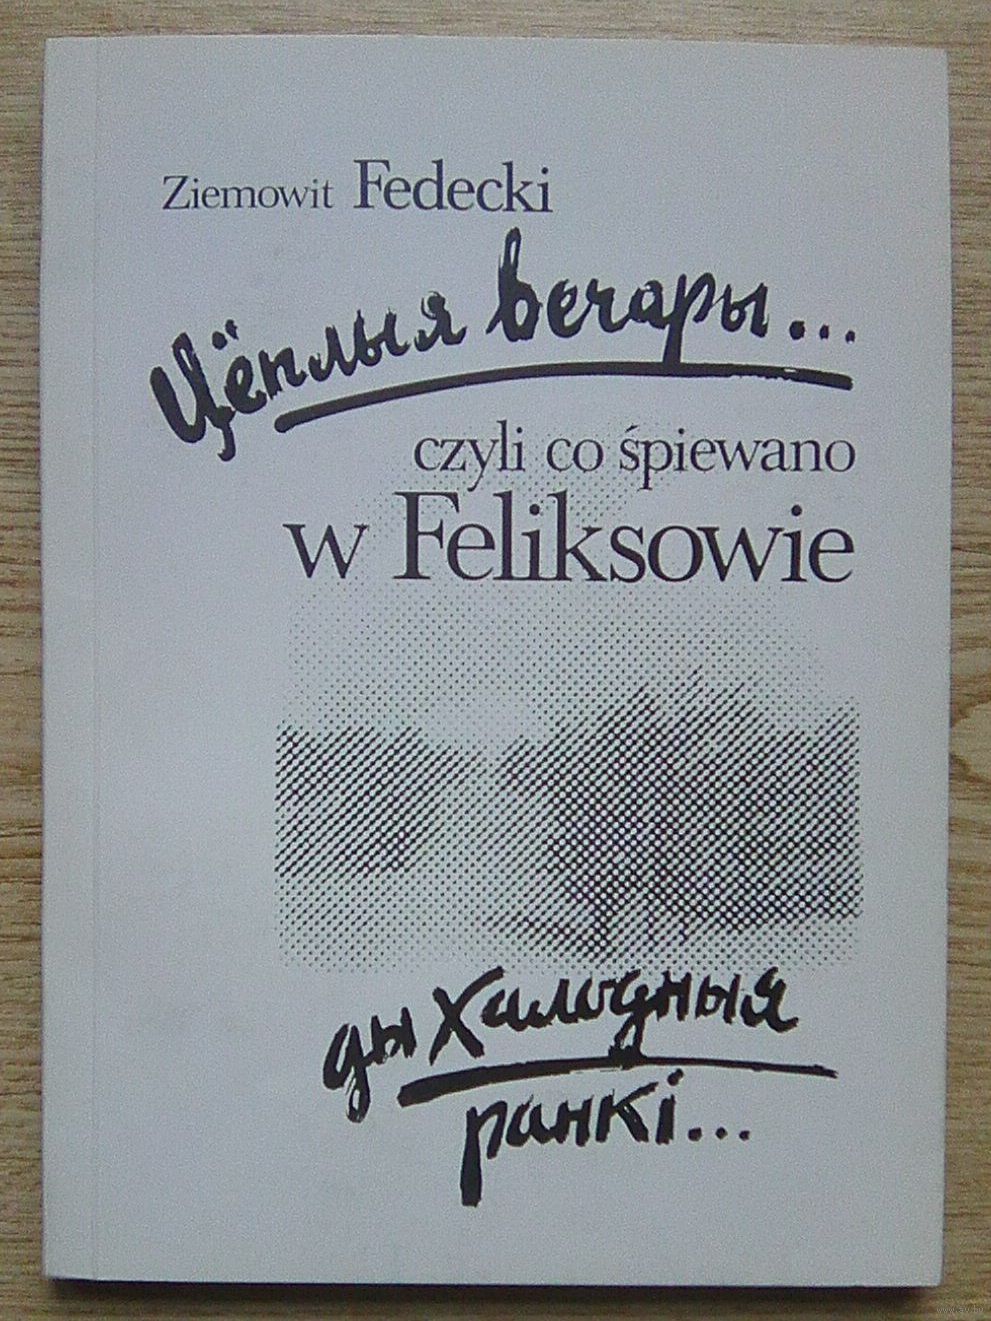 Ziemowit Fedecki
Цёплыя вечары...
czyli co śpiewano
w Feliksowie
ды халодныя
ранкі...